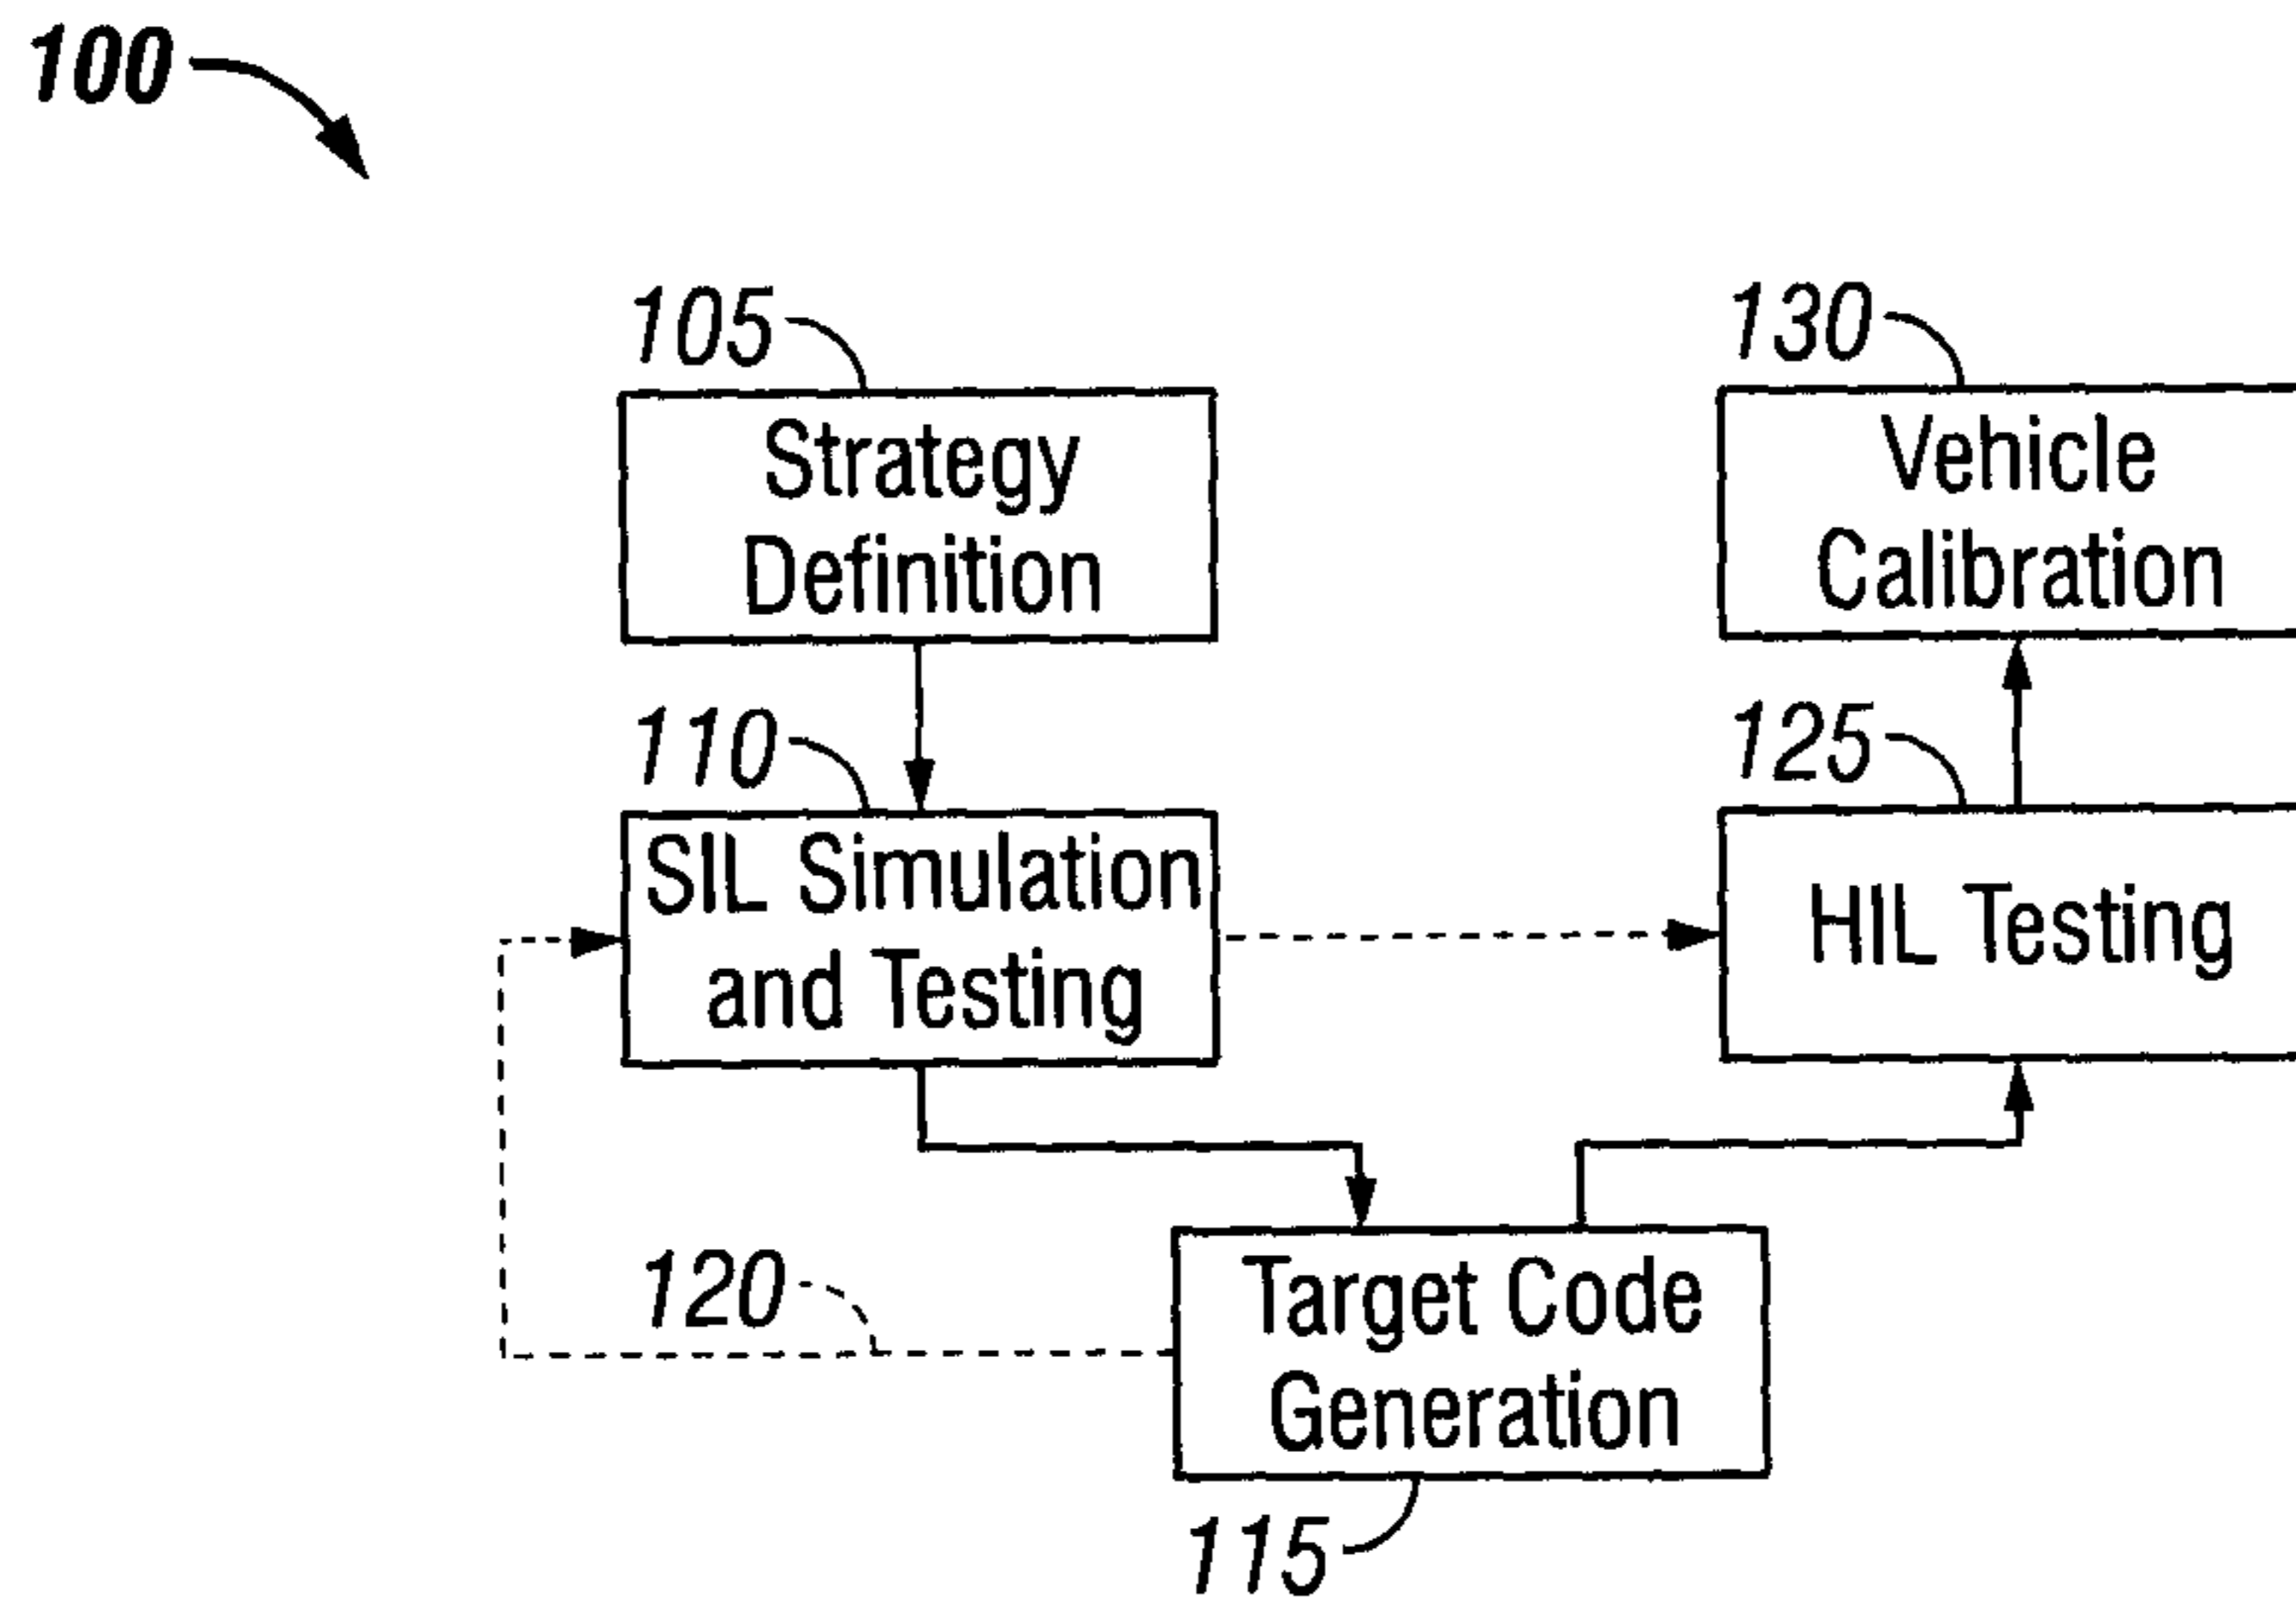 100
105
Strategy
Definition
130
Vehicle
Calibration
110
SIL Simulation
and Testing
125
HIL Testing
120
Target Code
Generation
115